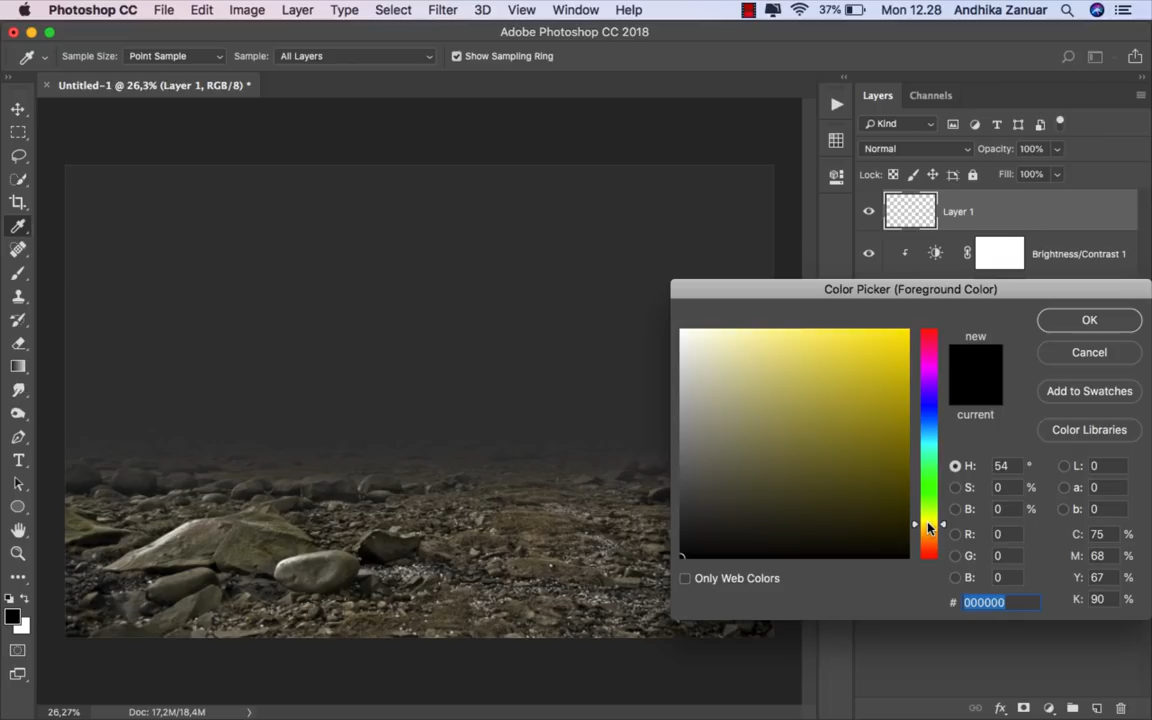 Photoshop CC File Edit Image Layer Type Select Filter 3D View Window Help 37% Mon 12.28 Andhika Zanuar
Adobe Photoshop CC 2018
Sample Size: Point Sample Sample: All Layers Show Sampling Ring
Untitled-1 @ 26,3% (Layer 1, RGB/8) *
Layers Channels
Kind
Normal Opacity: 100%
Lock: Fill: 100%
Layer 1
Brightness/Contrast 1
Color Picker (Foreground Color)
new
current
OK
Cancel
Add to Swatches
Color Libraries
H: 54 ° L: 0
S: 0 % a: 0
B: 0 % b: 0
R: 0 C: 75 %
G: 0 M: 68 %
B: 0 Y: 67 %
# 000000 K: 90 %
Only Web Colors
26,27% Doc: 17,2M/18,4M